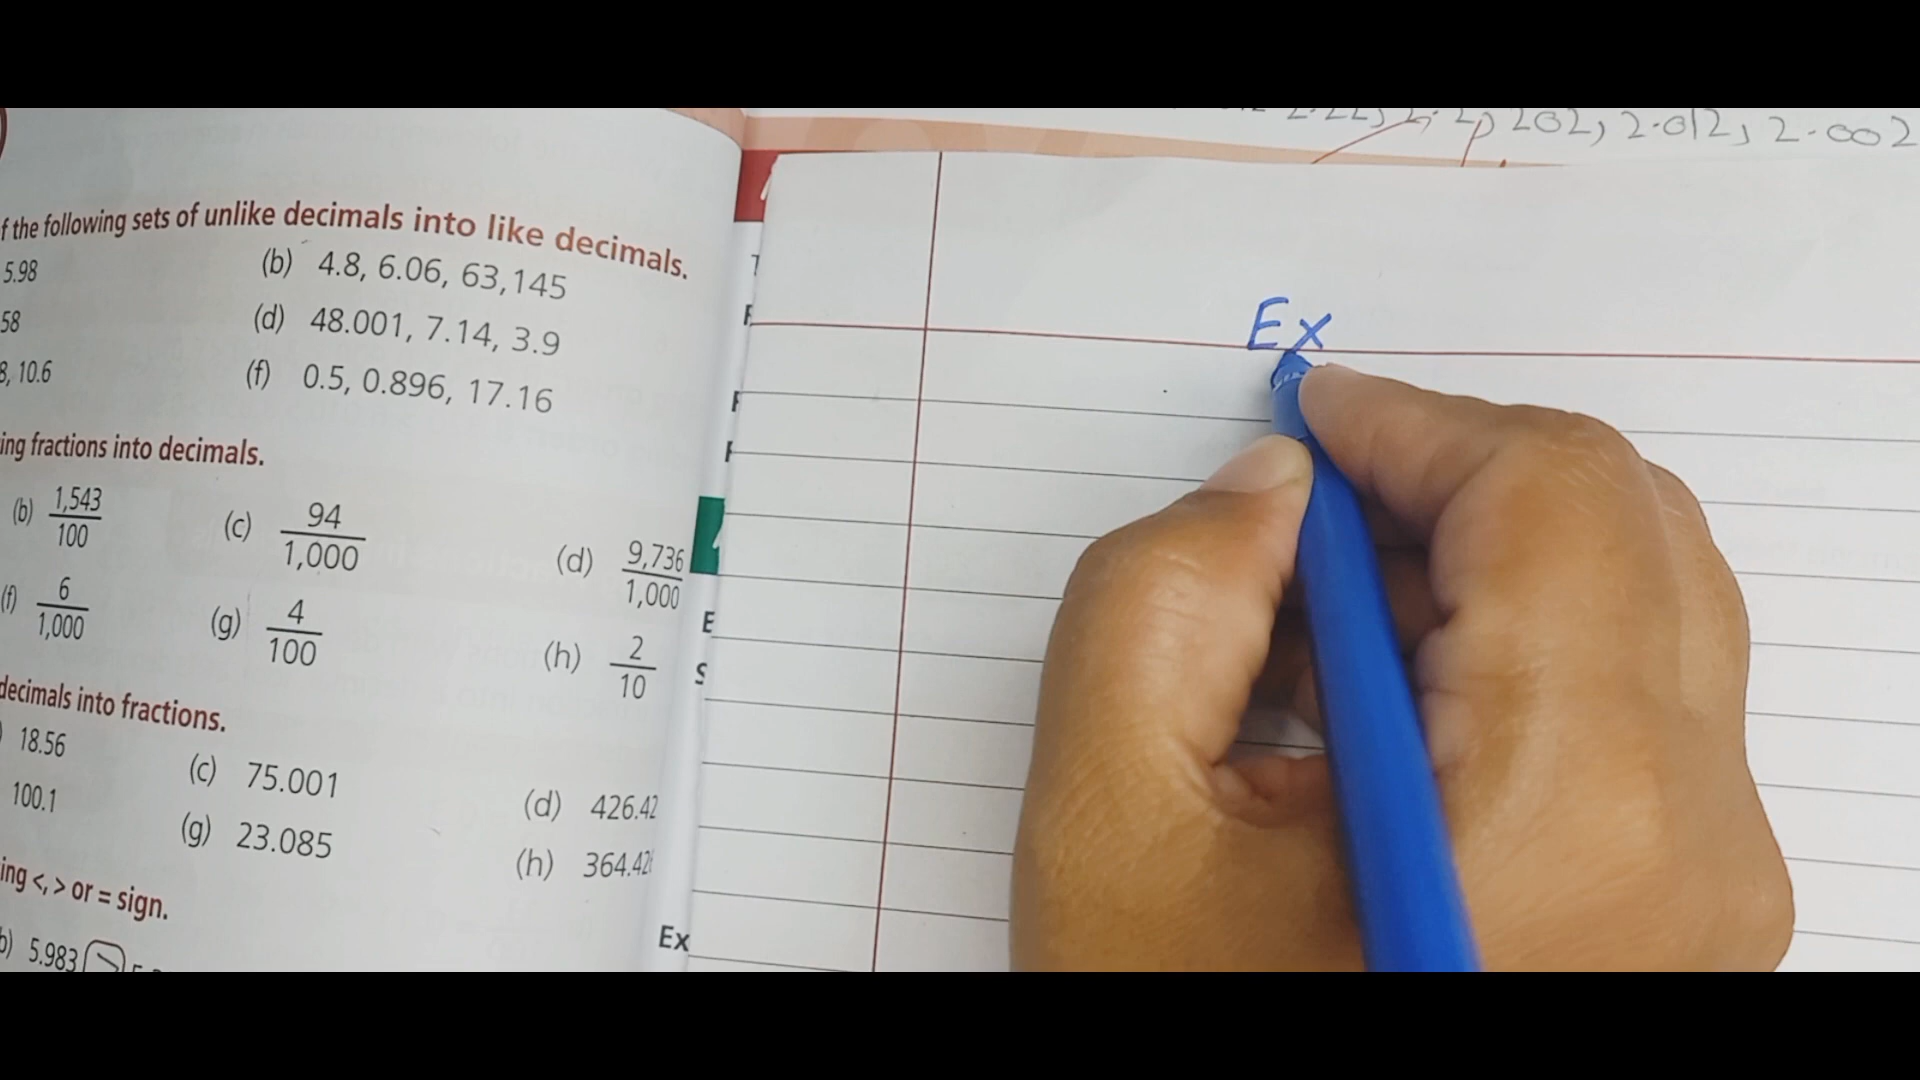 2.22, 2.2, 202, 2.012, 2.002
f the following sets of unlike decimals into like decimals.
5.98 (b) 4.8, 6.06, 63,145
58 (d) 48.001, 7.14, 3.9
8, 10.6 (f) 0.5, 0.896, 17.16
Ex
ing fractions into decimals.
(b) 1,543/100 (c) 94/1,000 (d) 9,736/1,000
(f) 6/1,000 (g) 4/100 (h) 2/10
decimals into fractions.
18.56 (c) 75.001 (d) 426.42
100.1 (g) 23.085 (h) 364.42
ing <, > or = sign.
b) 5.983 >
Ex